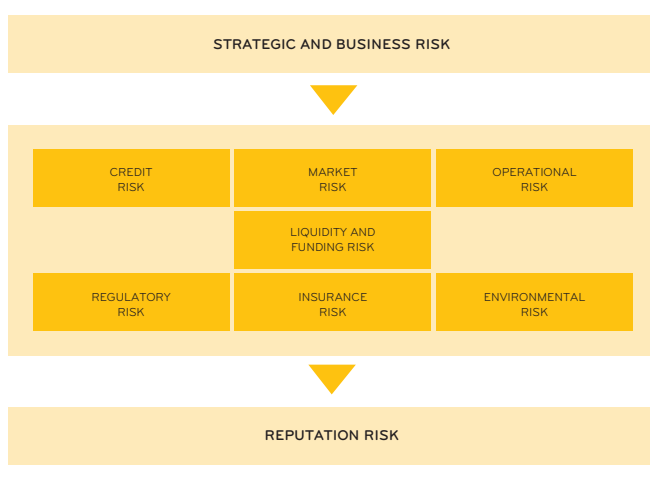 STRATEGIC AND BUSINESS RISK
CREDIT
RISK
MARKET
RISK
OPERATIONAL
RISK
LIQUIDITY AND
FUNDING RISK
REGULATORY
RISK
INSURANCE
RISK
ENVIRONMENTAL
RISK
REPUTATION RISK